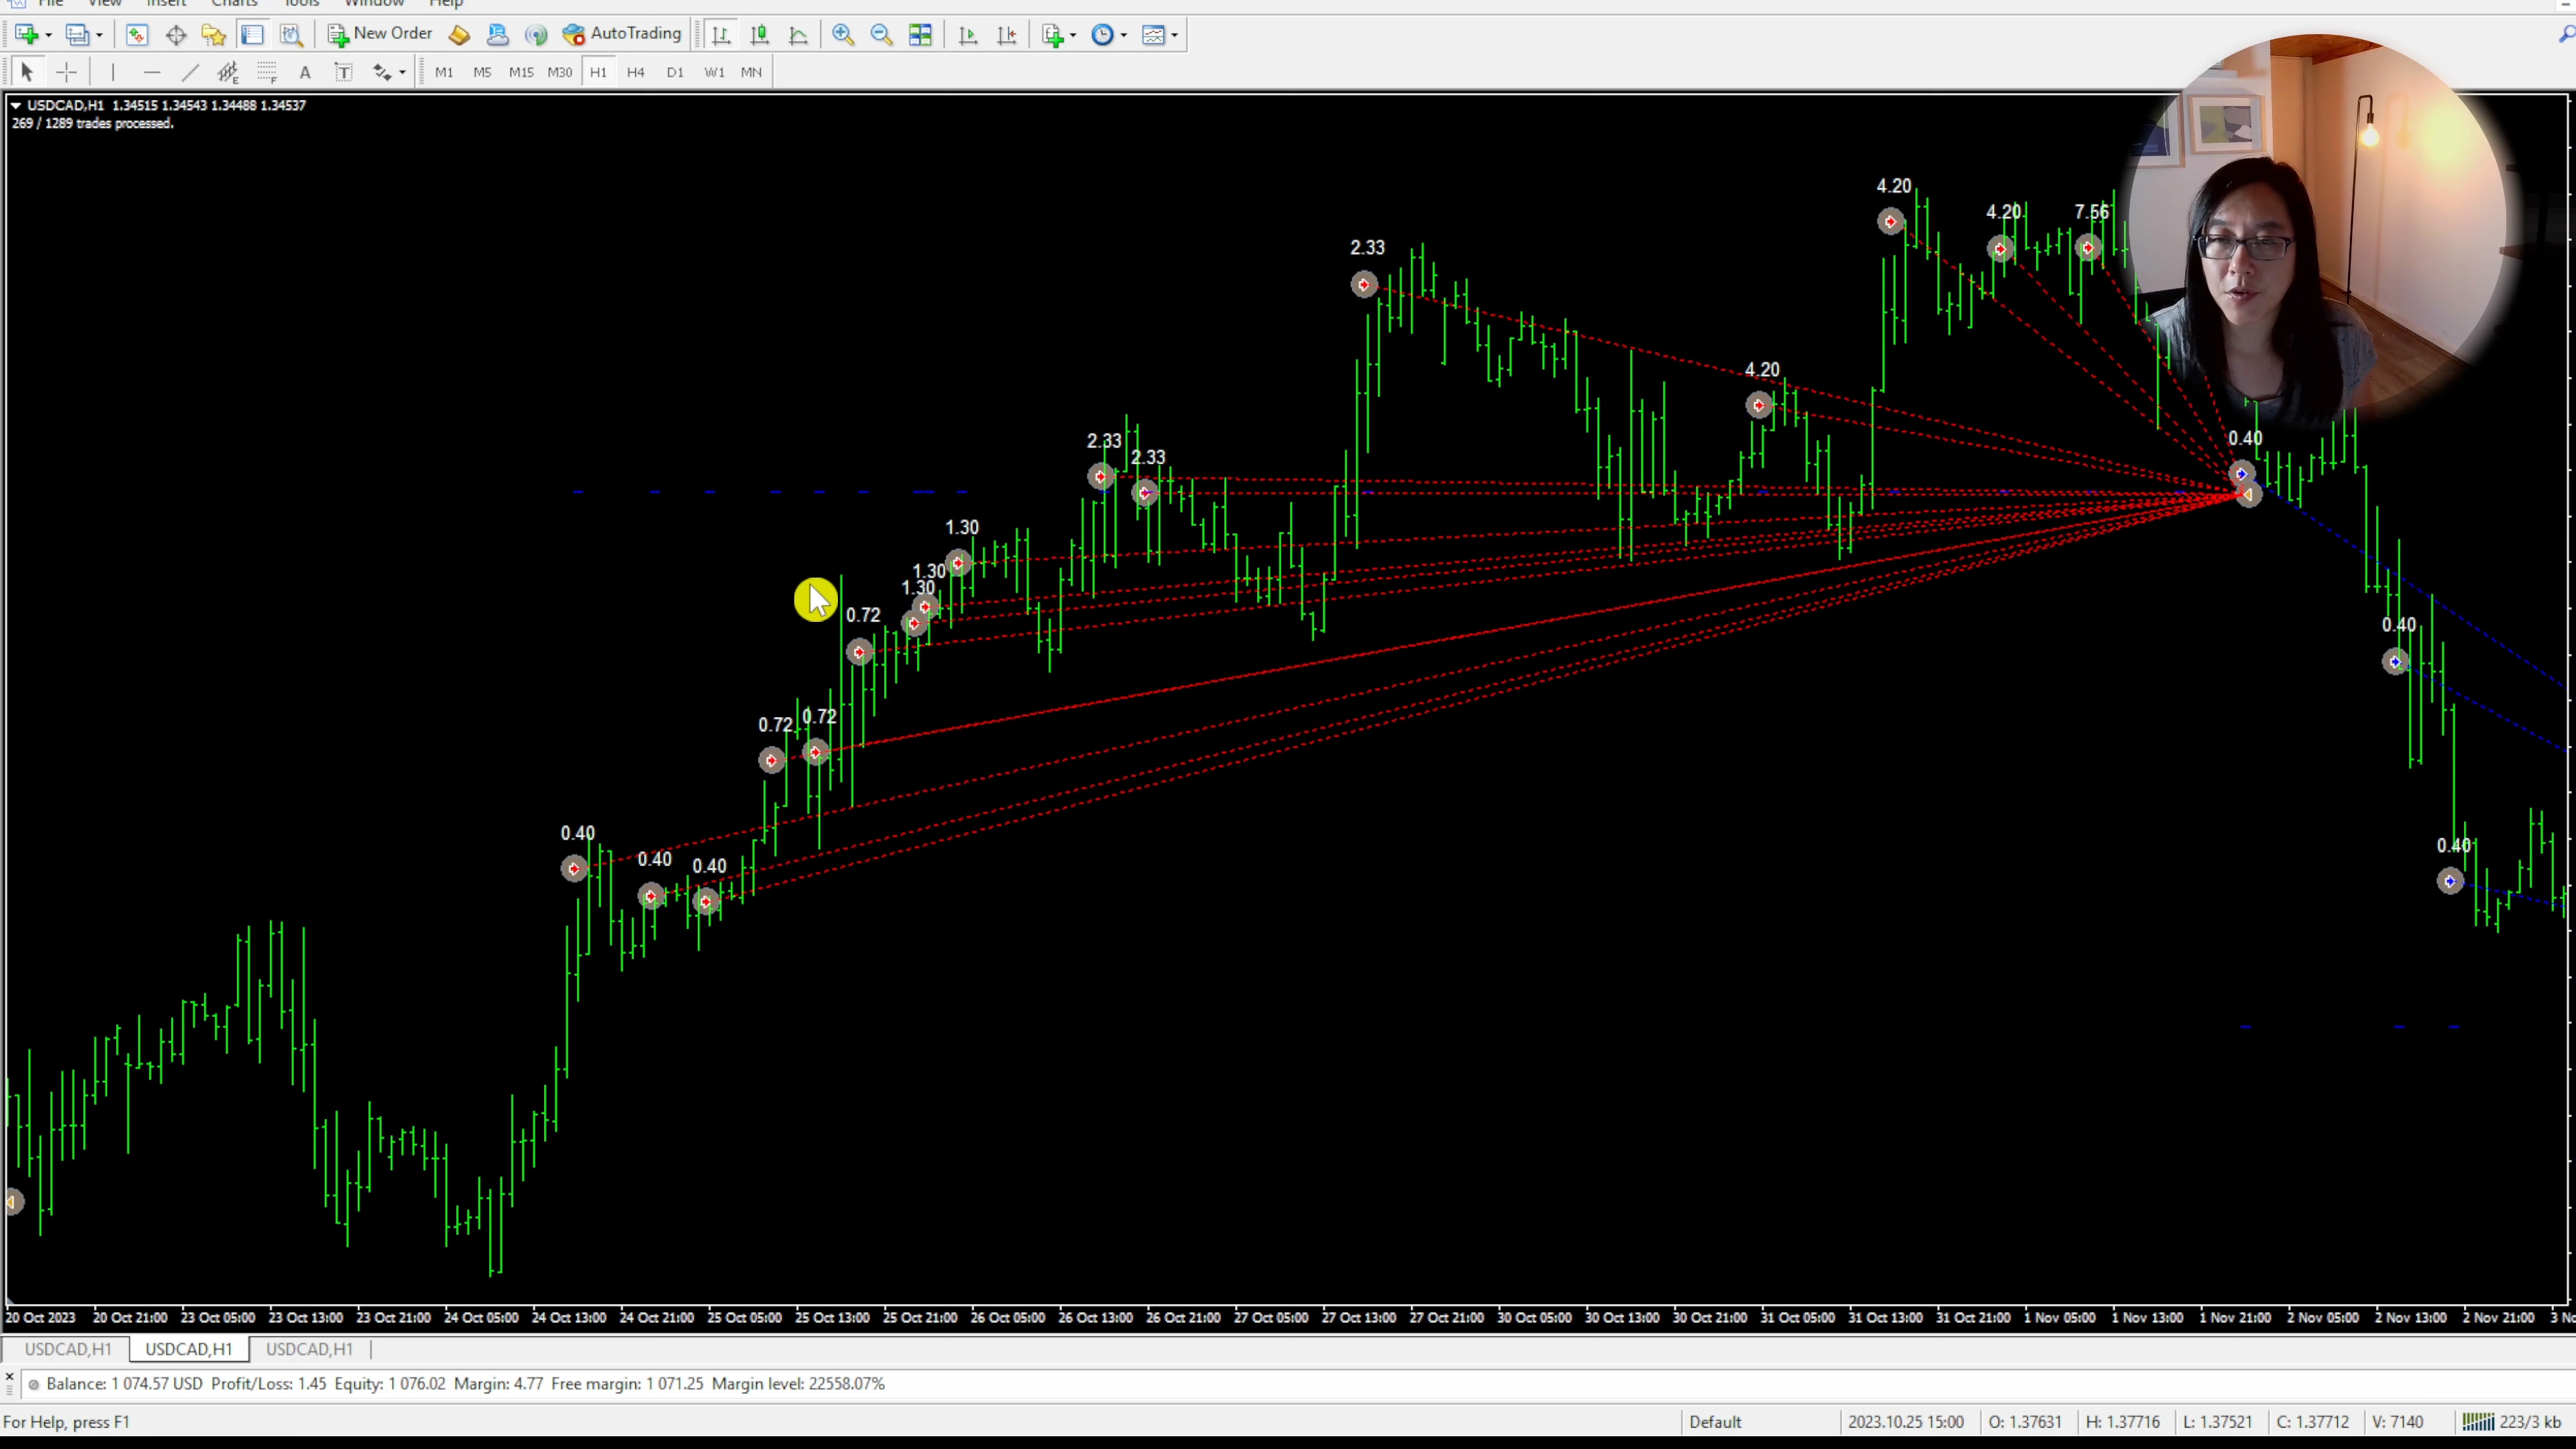 File View Insert Charts Tools Window Help
New Order AutoTrading
E F A T M1 M5 M15 M30 H1 H4 D1 W1 MN
USDCAD,H1 1.34515 1.34543 1.34488 1.34537
269 / 1289 trades processed.
4.20
4.20
7.56
2.33
4.20
0.40
2.33
2.33
1.30
1.30
1.30
0.72
0.40
0.72
0.72
0.40
0.40
0.40
0.40
20 Oct 2023 20 Oct 21:00 23 Oct 05:00 23 Oct 13:00 23 Oct 21:00 24 Oct 05:00 24 Oct 13:00 24 Oct 21:00 25 Oct 05:00 25 Oct 13:00 25 Oct 21:00 26 Oct 05:00 26 Oct 13:00 26 Oct 21:00 27 Oct 05:00 27 Oct 13:00 27 Oct 21:00 30 Oct 05:00 30 Oct 13:00 30 Oct 21:00 31 Oct 05:00 31 Oct 13:00 31 Oct 21:00 1 Nov 05:00 1 Nov 13:00 1 Nov 21:00 2 Nov 05:00 2 Nov 13:00 2 Nov 21:00
USDCAD,H1 USDCAD,H1 USDCAD,H1
Balance: 1 074.57 USD Profit/Loss: 1.45 Equity: 1 076.02 Margin: 4.77 Free margin: 1 071.25 Margin level: 22558.07%
For Help, press F1 Default 2023.10.25 15:00 O: 1.37631 H: 1.37716 L: 1.37521 C: 1.37712 V: 7140 223/3 kb